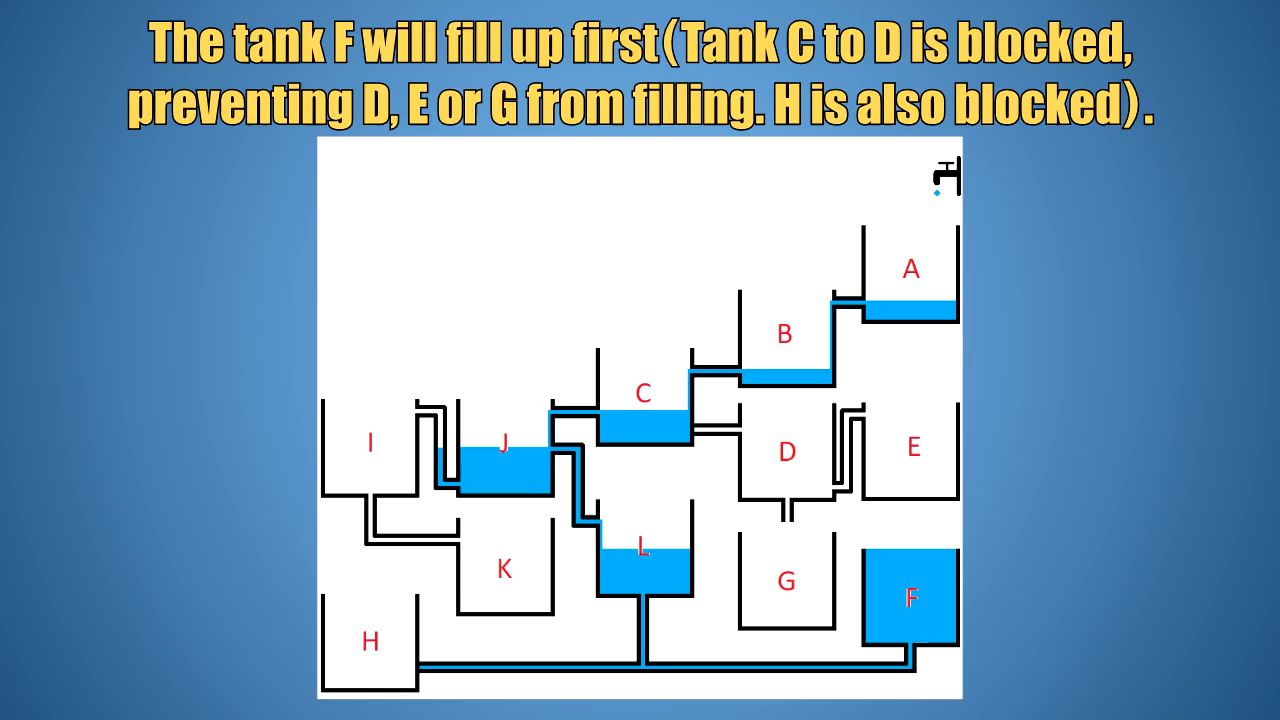 The tank F will fill up first(Tank C to D is blocked,
preventing D, E or G from filling. H is also blocked).
A
B
C
I
J
D
E
L
K
G
F
H